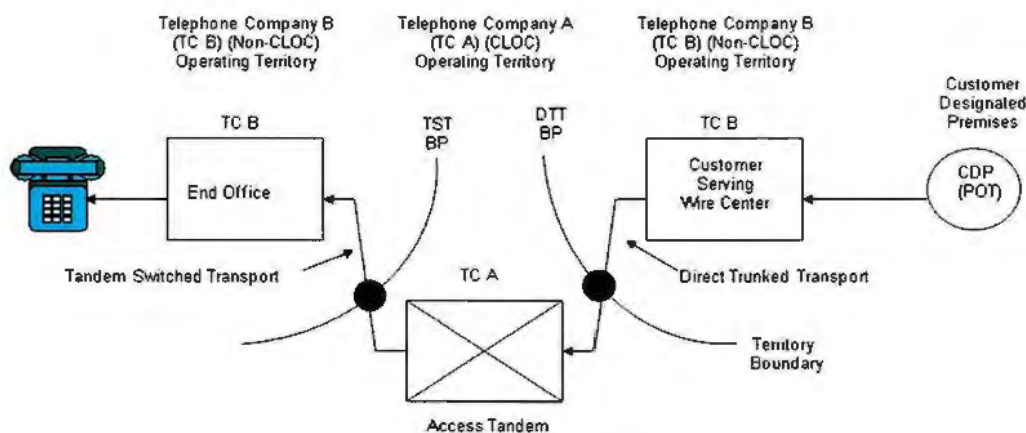 Telephone Company B
(TC B) (Non-CLOC)
Operating Territory
Telephone Company A
(TC A) (CLOC)
Operating Territory
Telephone Company B
(TC B) (Non-CLOC)
Operating Territory
Customer
Designated
Premises
TC B
TST
BP
DTT
BP
TC B
End Office
Customer
Serving
Wire Center
CDP
(POT)
Tandem Switched Transport
TC A
Direct Trunked Transport
Territory
Boundary
Access Tandem